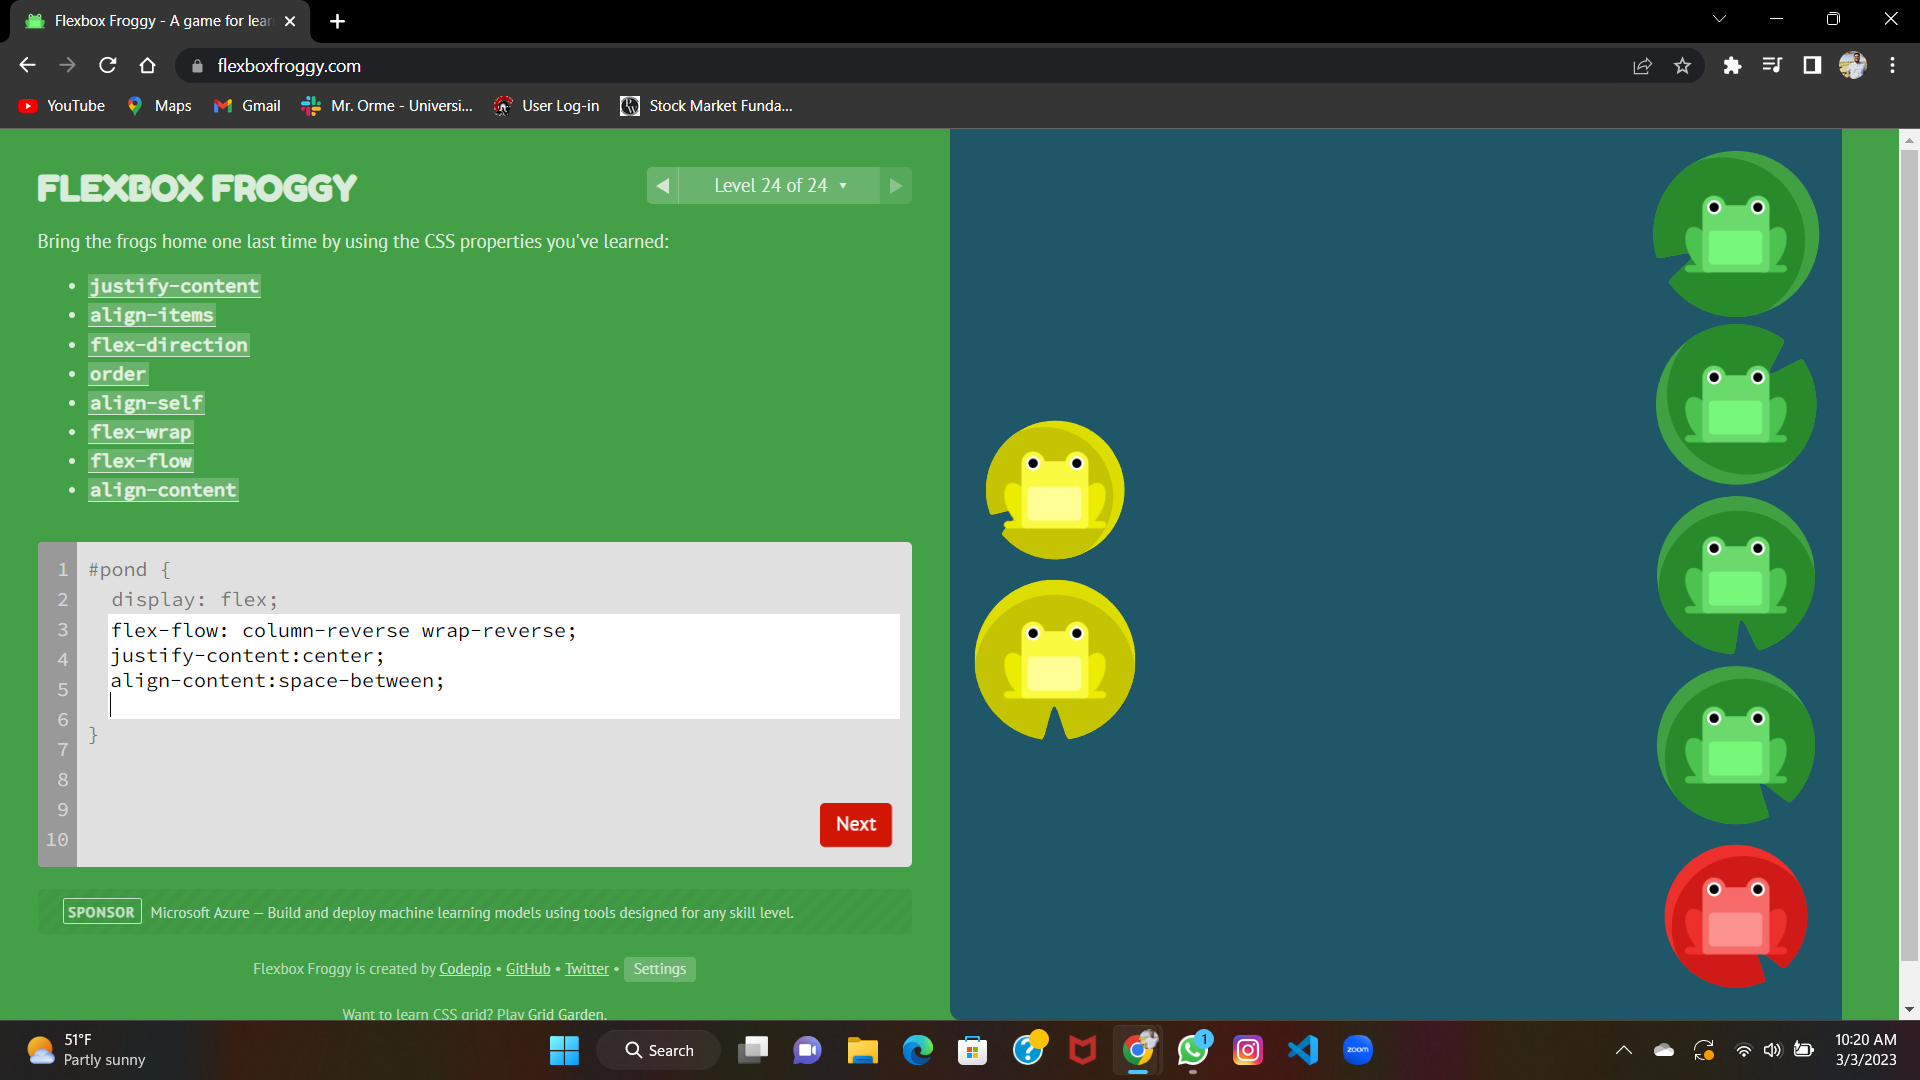 Flexbox Froggy - A game for lear
flexboxfroggy.com
YouTube Maps Gmail Mr. Orme - Universi... User Log-in Stock Market Funda...
FLEXBOX FROGGY
Level 24 of 24
Bring the frogs home one last time by using the CSS properties you've learned:
• justify-content
• align-items
• flex-direction
• order
• align-self
• flex-wrap
• flex-flow
• align-content
1 #pond {
2 display: flex;
3 flex-flow: column-reverse wrap-reverse;
4 justify-content:center;
5 align-content:space-between;
6
7 }
8
9
10
Next
SPONSOR Microsoft Azure — Build and deploy machine learning models using tools designed for any skill level.
Flexbox Froggy is created by Codepip • GitHub • Twitter • Settings
Want to learn CSS grid? Play Grid Garden.
51°F
Partly sunny
Search
1
zoom
10:20 AM
3/3/2023